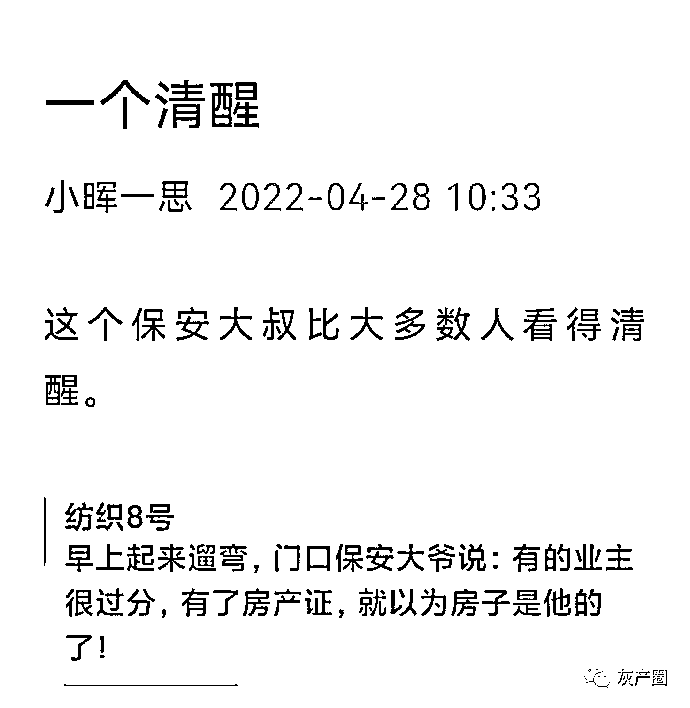 一个清醒
小晖一思 2022-04-28 10:33
这个保安大叔比大多数人看得清
醒。
纺织8号
早上起来遛弯，门口保安大爷说：有的业主
很过分，有了房产证，就以为房子是他的
了！
灰产圈